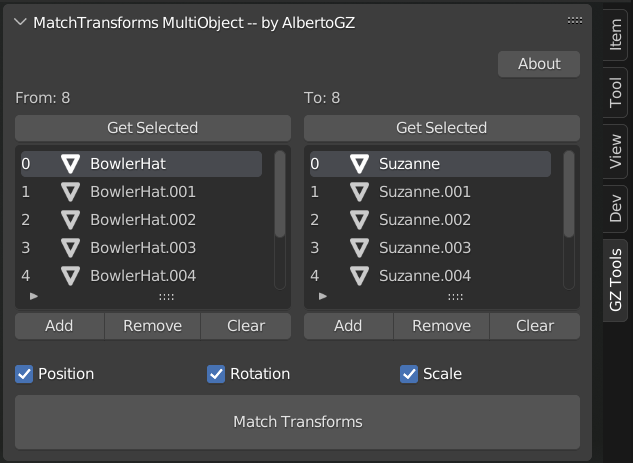 MatchTransforms MultiObject -- by AlbertoGZ
About
From: 8
To: 8
Get Selected
Get Selected
0 BowlerHat
1 BowlerHat.001
2 BowlerHat.002
3 BowlerHat.003
4 BowlerHat.004
0 Suzanne
1 Suzanne.001
2 Suzanne.002
3 Suzanne.003
4 Suzanne.004
Add Remove Clear
Add Remove Clear
Position Rotation Scale
Match Transforms
Item
Tool
View
Dev
GZ Tools